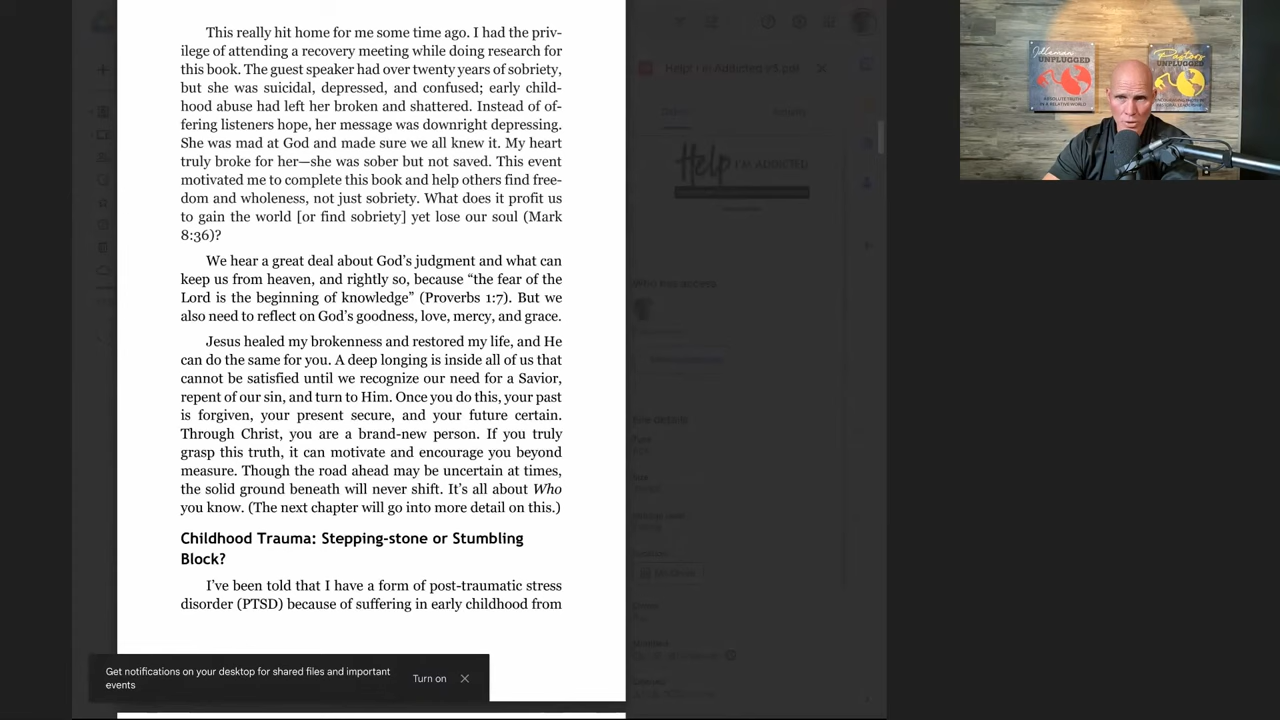 This really hit home for me some time ago. I had the priv-
ilege of attending a recovery meeting while doing research for
this book. The guest speaker had over twenty years of sobriety,
but she was suicidal, depressed, and confused; early child-
hood abuse had left her broken and shattered. Instead of of-
fering listeners hope, her message was downright depressing.
She was mad at God and made sure we all knew it. My heart
truly broke for her—she was sober but not saved. This event
motivated me to complete this book and help others find free-
dom and wholeness, not just sobriety. What does it profit us
to gain the world [or find sobriety] yet lose our soul (Mark
8:36)?
We hear a great deal about God's judgment and what can
keep us from heaven, and rightly so, because “the fear of the
Lord is the beginning of knowledge” (Proverbs 1:7). But we
also need to reflect on God's goodness, love, mercy, and grace.
Jesus healed my brokenness and restored my life, and He
can do the same for you. A deep longing is inside all of us that
cannot be satisfied until we recognize our need for a Savior,
repent of our sin, and turn to Him. Once you do this, your past
is forgiven, your present secure, and your future certain.
Through Christ, you are a brand-new person. If you truly
grasp this truth, it can motivate and encourage you beyond
measure. Though the road ahead may be uncertain at times,
the solid ground beneath will never shift. It's all about Who
you know. (The next chapter will go into more detail on this.)
Childhood Trauma: Stepping-stone or Stumbling
Block?
I've been told that I have a form of post-traumatic stress
disorder (PTSD) because of suffering in early childhood from
Get notifications on your desktop for shared files and important
events
Turn on
Help I'M ADDICTED
Who has access
File details
Idleman
UNPLUGGED
ABSOLUTE TRUTH
IN A RELATIVE WORLD
Pastors
UNPLUGGED